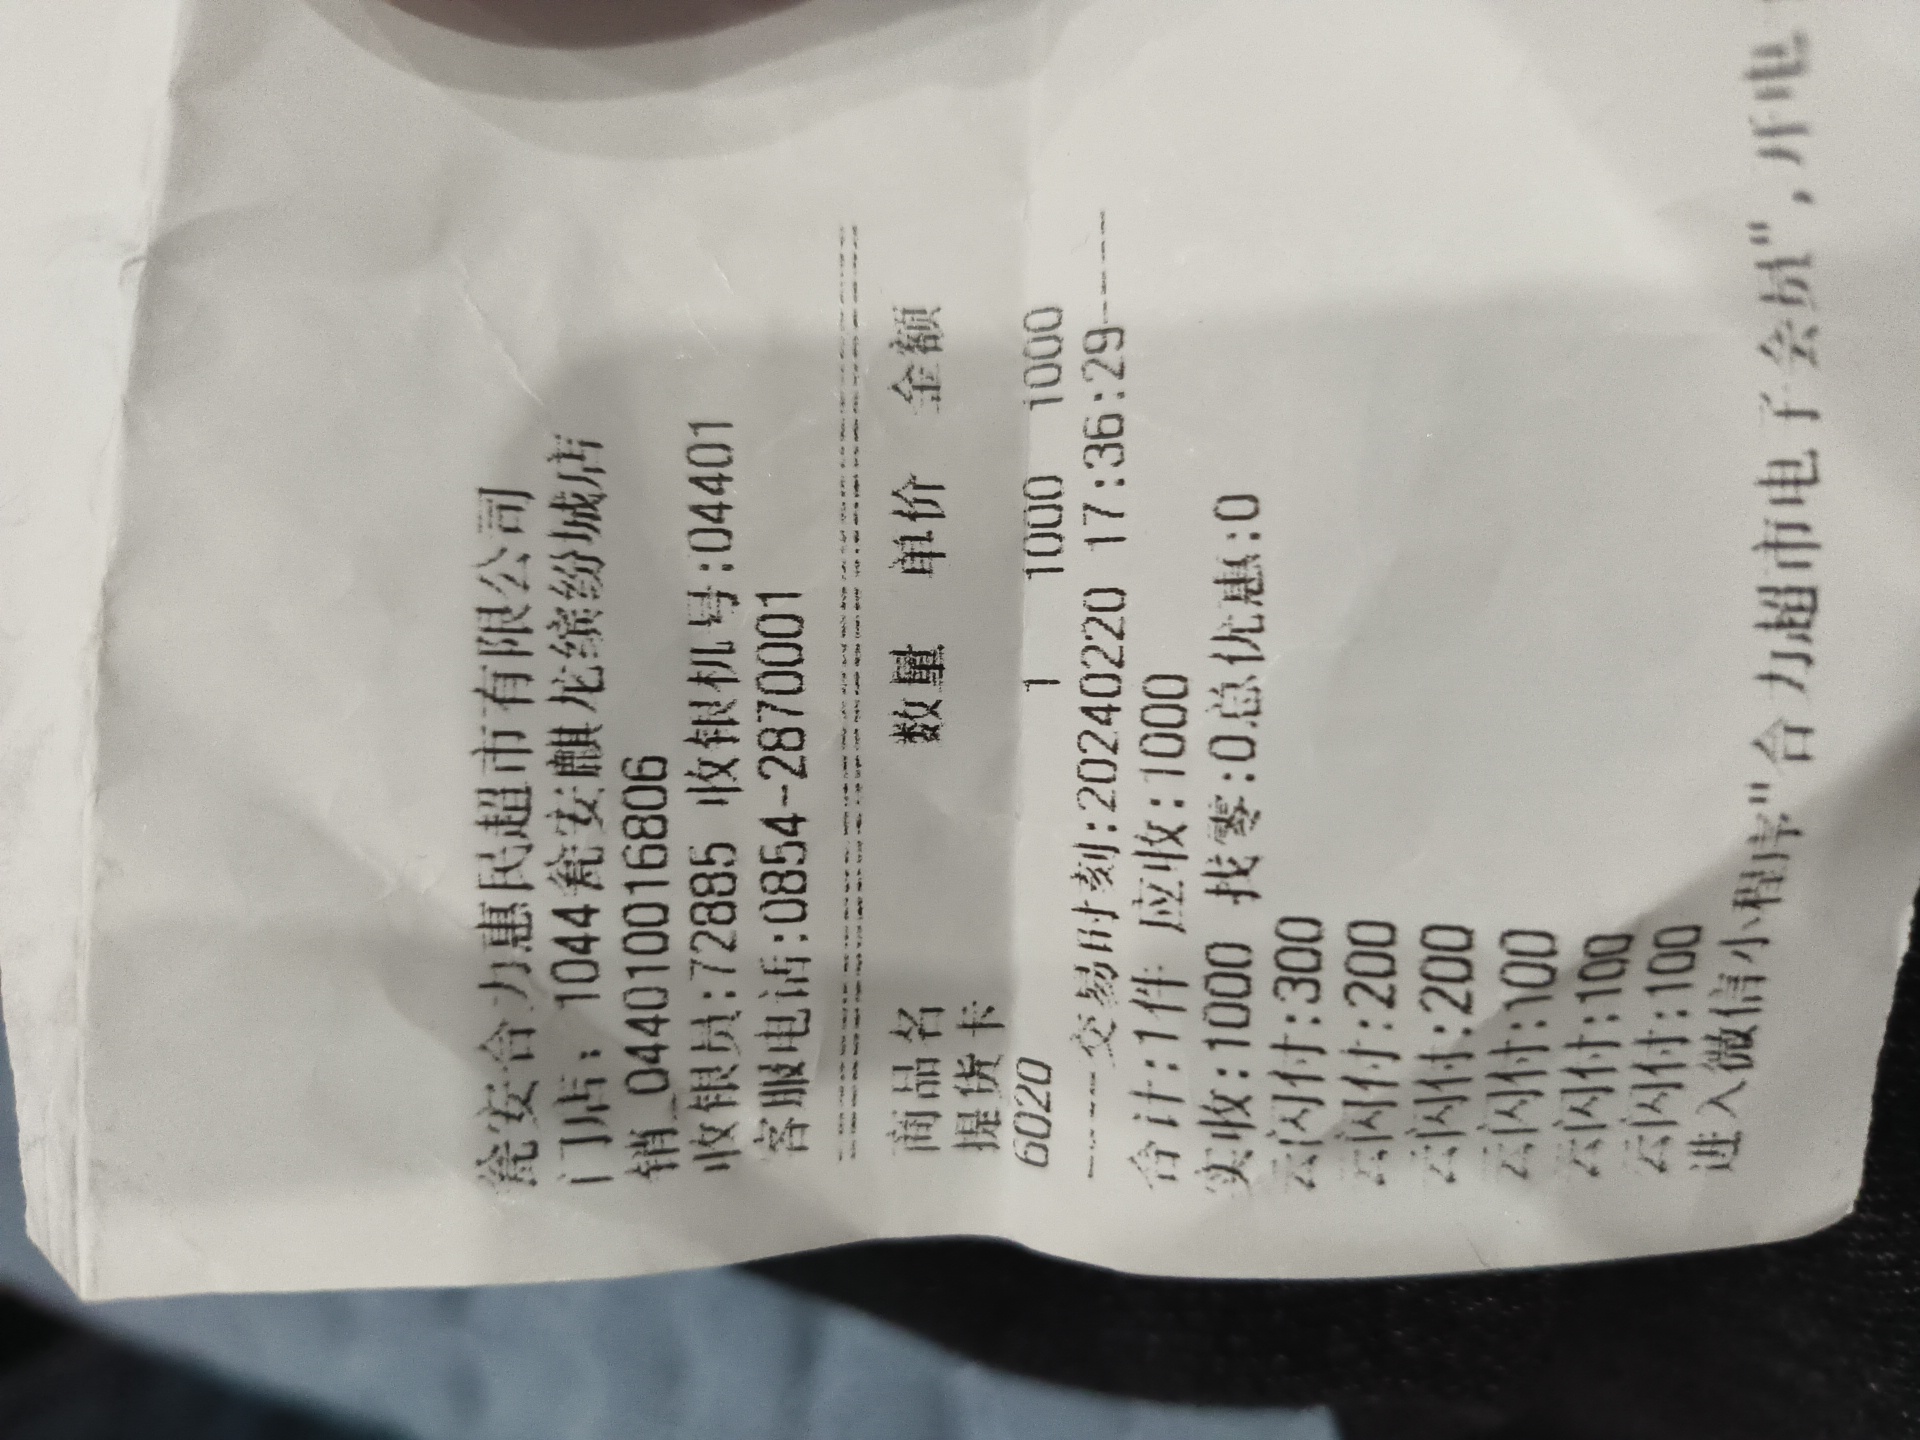 瓮安合力惠民超市有限公司
门店: 1044瓮安麒龙缤纷城店
销_0440100016806
收银员:72885 收银机号:04401
客服电话:0854-2870001
商品名 数量 单价 金额
提货卡
6020 1 1000 1000
----交易时刻:20240220 17:36:29----
合计:1件 应收:1000
实收:1000 找零:0总优惠:0
云闪付:300
云闪付:200
云闪付:200
云闪付:100
云闪付:100
云闪付:100
进入微信小程序"合力超市电子会员",开电